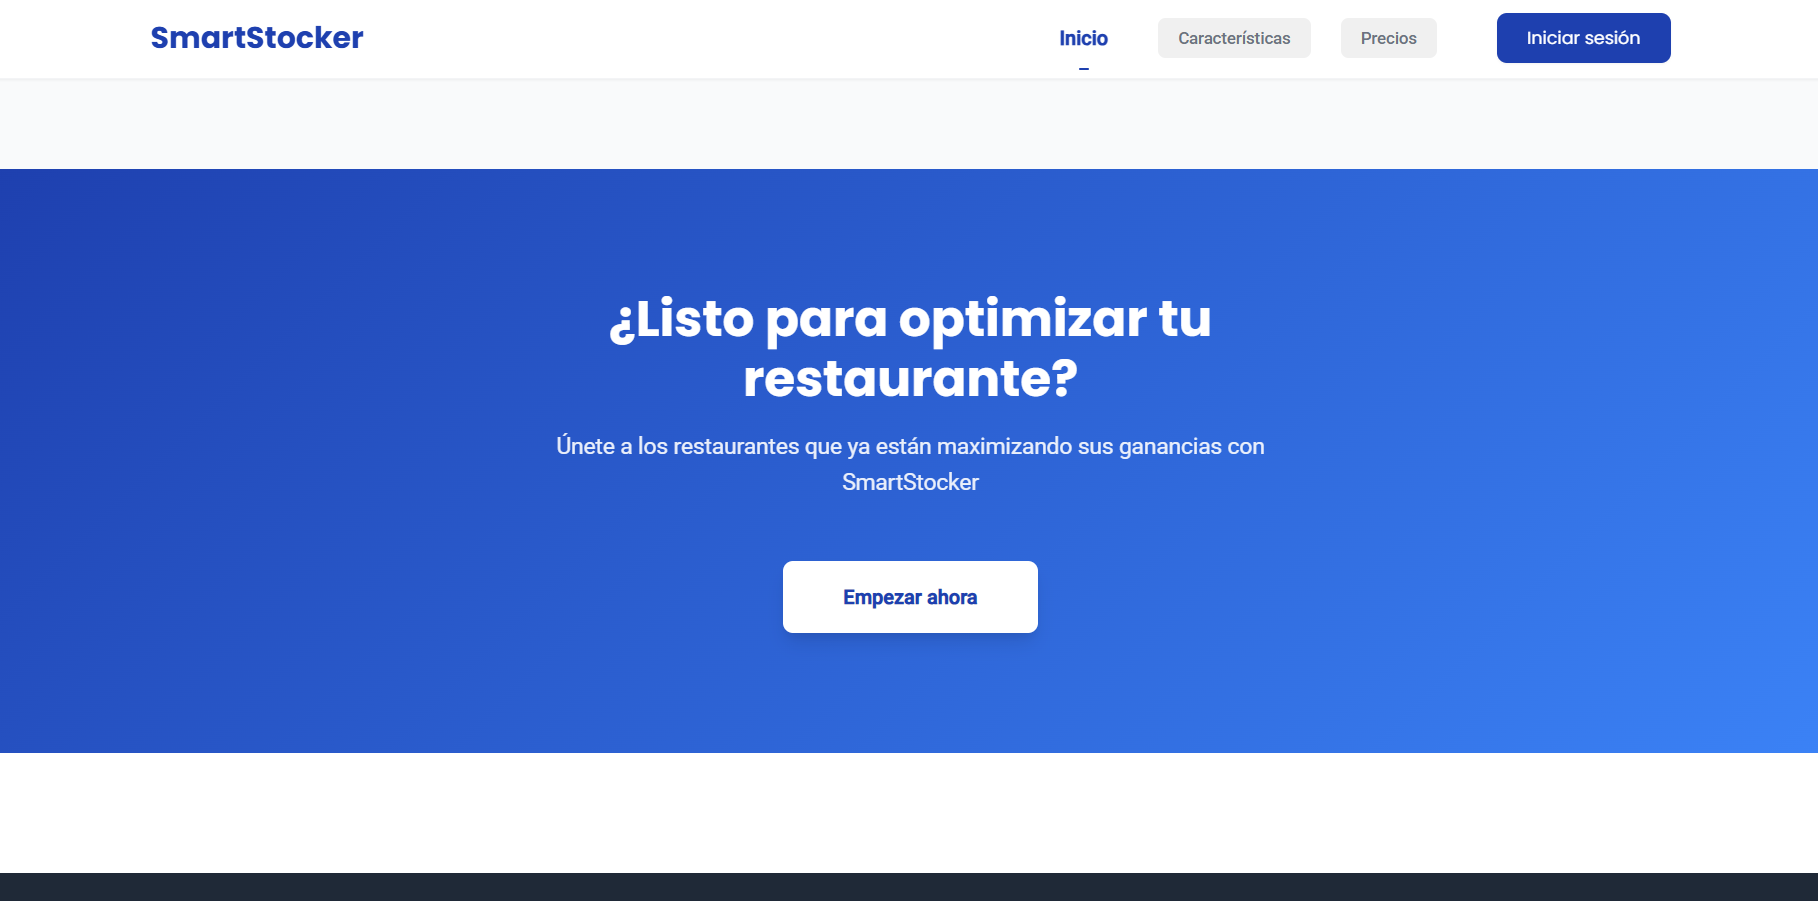 SmartStocker
Inicio
Características
Precios
Iniciar sesión
¿Listo para optimizar tu
restaurante?
Únete a los restaurantes que ya están maximizando sus ganancias con
SmartStocker
Empezar ahora